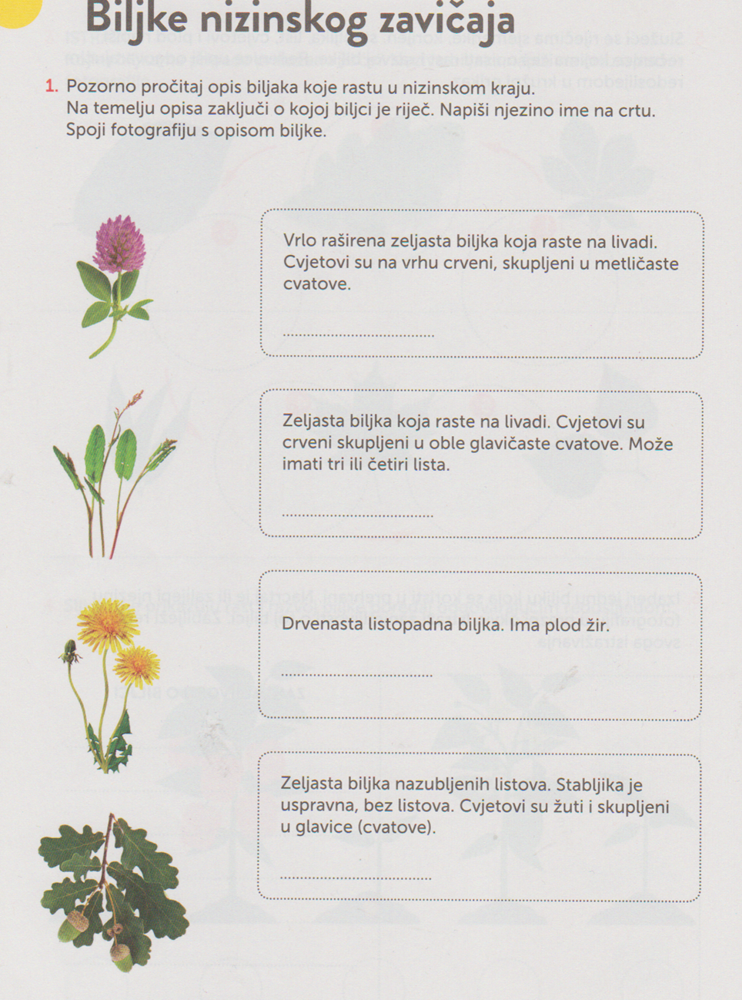 Biljke nizinskog zavičaja
1. Pozorno pročitaj opis biljaka koje rastu u nizinskom kraju.
Na temelju opisa zaključi o kojoj biljci je riječ. Napiši njezino ime na crtu.
Spoji fotografiju s opisom biljke.
Vrlo raširena zeljasta biljka koja raste na livadi.
Cvjetovi su na vrhu crveni, skupljeni u metličaste
cvatove.
Zeljasta biljka koja raste na livadi. Cvjetovi su
crveni skupljeni u oble glavičaste cvatove. Može
imati tri ili četiri lista.
Drvenasta listopadna biljka. Ima plod žir.
Zeljasta biljka nazubljenih listova. Stabljika je
uspravna, bez listova. Cvjetovi su žuti i skupljeni
u glavice (cvatove).